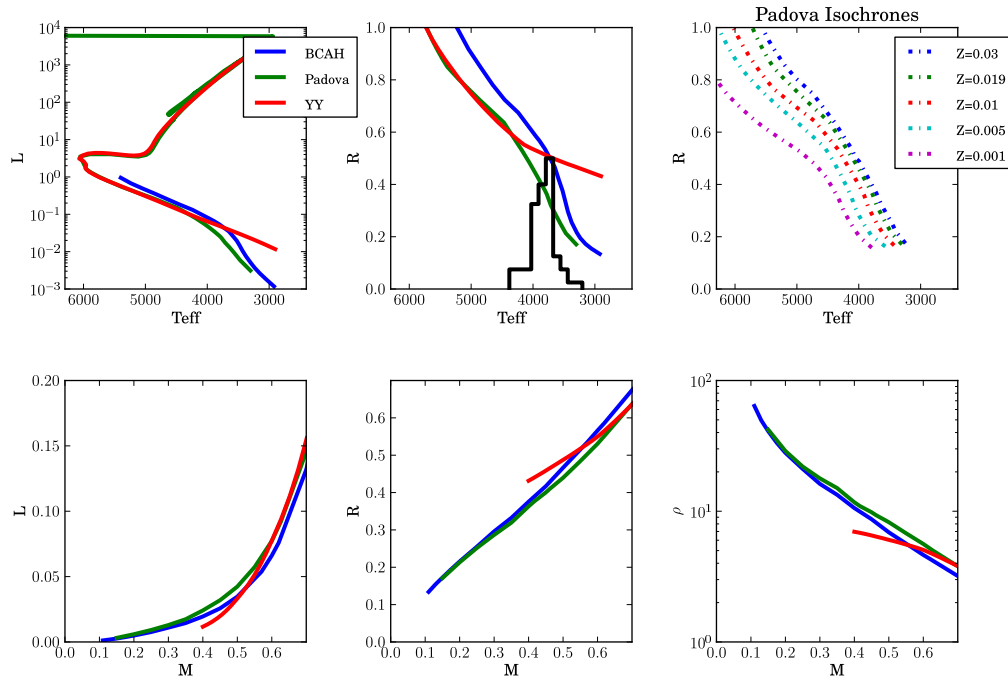 Padova Isochrones
10^4
10^3
10^2
10^1
10^0
10^-1
10^-2
10^-3
L
6000 5000 4000 3000
Teff
BCAH
Padova
YY
1.0
0.8
0.6
0.4
0.2
0.0
R
6000 5000 4000 3000
Teff
1.0
0.8
0.6
0.4
0.2
0.0
R
6000 5000 4000 3000
Teff
Z=0.03
Z=0.019
Z=0.01
Z=0.005
Z=0.001
0.20
0.15
0.10
0.05
0.00
L
0.0 0.1 0.2 0.3 0.4 0.5 0.6
M
0.6
0.5
0.4
0.3
0.2
0.1
0.0
R
0.0 0.1 0.2 0.3 0.4 0.5 0.6
M
10^2
10^1
10^0
ρ
0.0 0.1 0.2 0.3 0.4 0.5 0.6
M